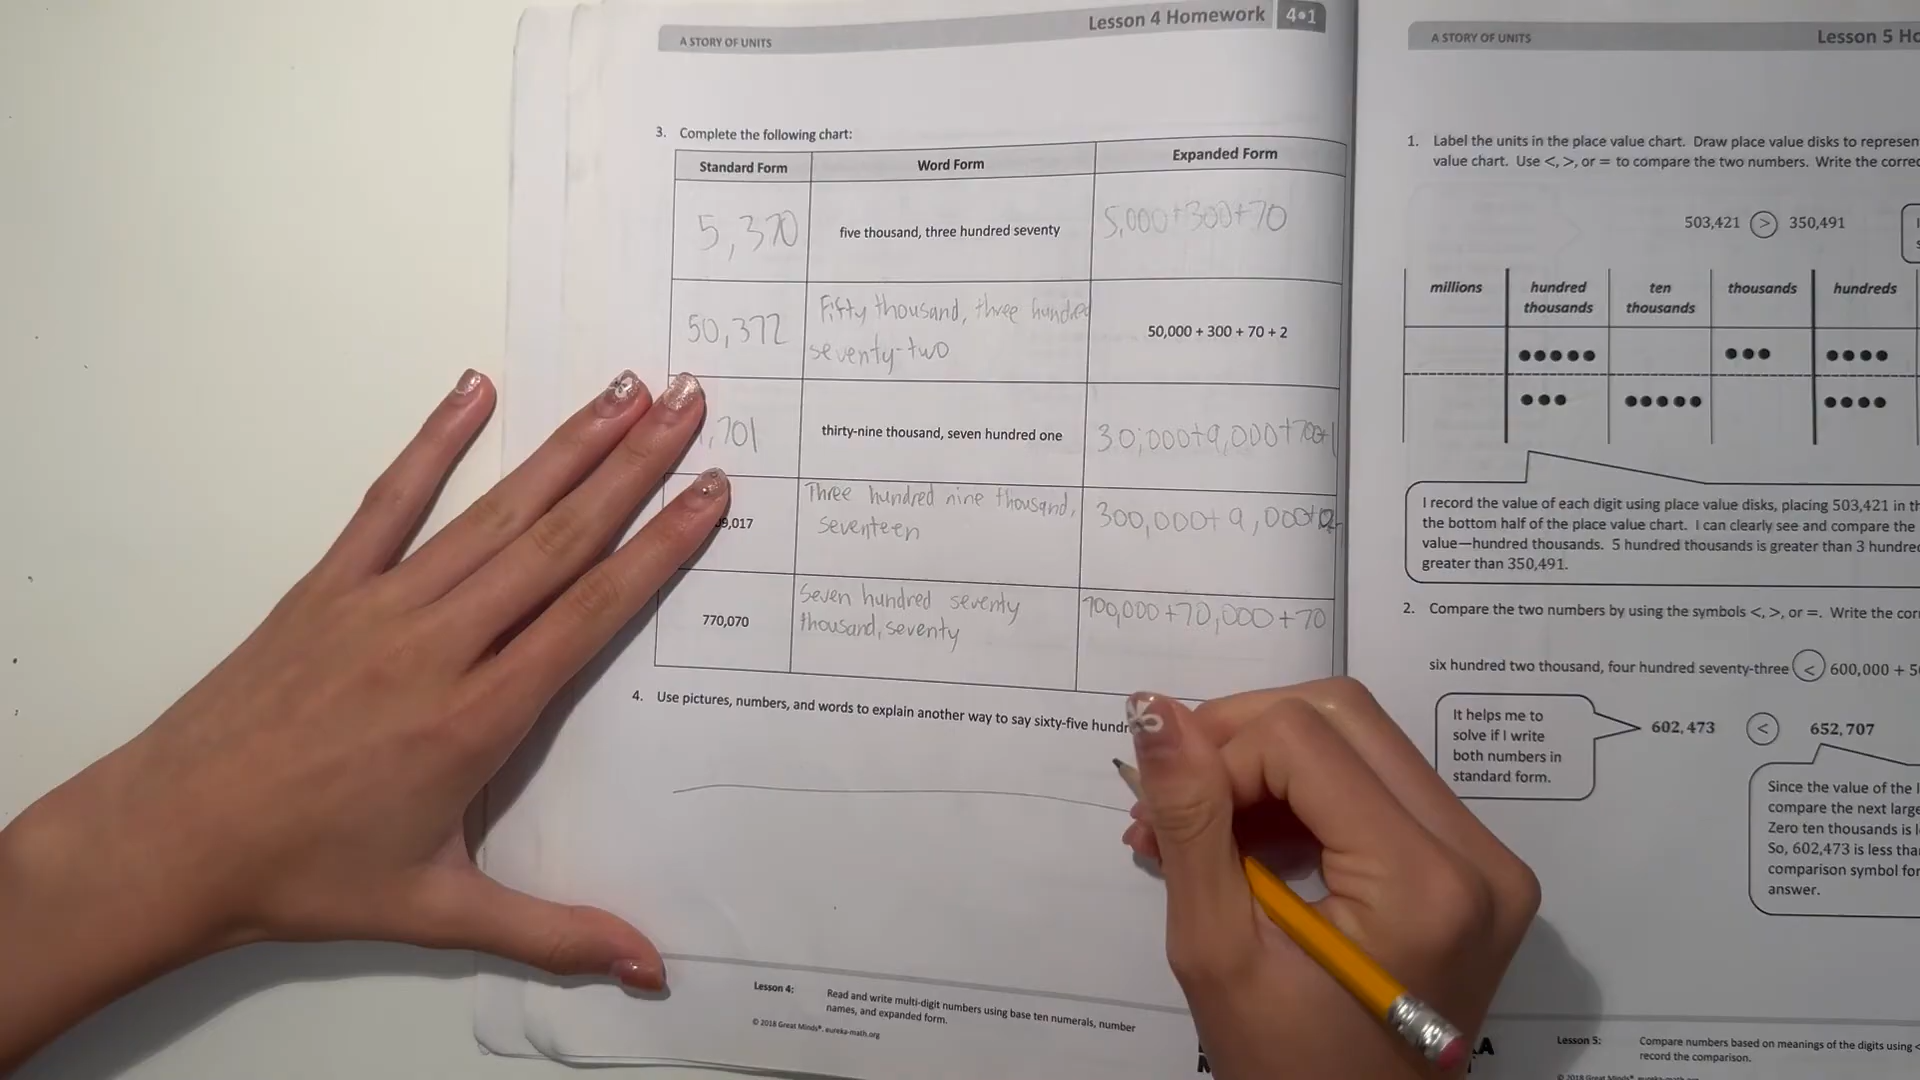 A STORY OF UNITS
Lesson 4 Homework 4•1
3. Complete the following chart:
Standard Form Word Form Expanded Form
5,370 five thousand, three hundred seventy 5,000+300+70
50,372 Fifty thousand, three hundred
seventy-two
50,000 + 300 + 70 + 2
,701 thirty-nine thousand, seven hundred one 30,000+9,000+700+1
9,017 Three hundred nine thousand,
seventeen
300,000+9,000+
770,070 Seven hundred seventy
thousand, seventy
700,000+70,000+70
4. Use pictures, numbers, and words to explain another way to say sixty-five
Lesson 4: Read and write multi-digit numbers using base ten numerals, number
names, and expanded form.
© 2018 Great Minds®. eureka-math.org
A STORY OF UNITS
Lesson 5
1. Label the units in the place value chart. Draw place value disks to
value chart. Use <, >, or = to compare the two numbers. Write the
503,421 > 350,491
millions hundred
thousands
ten
thousands
thousands hundreds
I record the value of each digit using place value disks, placing 503,421 in
the bottom half of the place value chart. I can clearly see and compare the
value—hundred thousands. 5 hundred thousands is greater than 3
greater than 350,491.
2. Compare the two numbers by using the symbols <, >, or =. Write the
six hundred two thousand, four hundred seventy-three < 600,000 +
It helps me to
solve if I write
both numbers in
standard form.
602,473 < 652,707
Since the value of the
compare the next
Zero ten thousands is
So, 602,473 is less
comparison symbol
answer.
Lesson 5: Compare numbers based on meanings of the digits using
record the comparison.